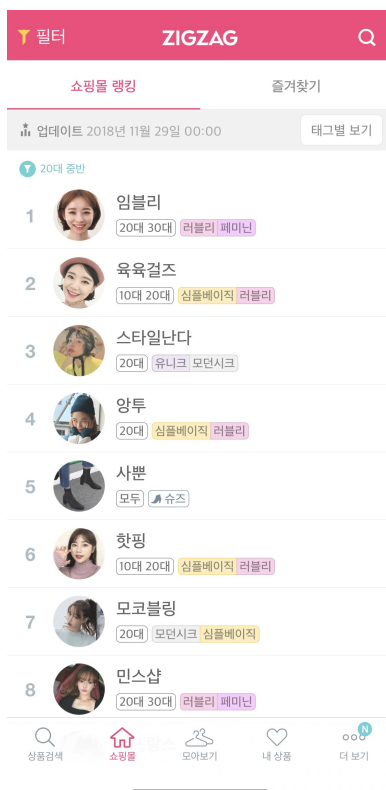 필터 ZIGZAG
쇼핑몰 랭킹 즐겨찾기
업데이트 2018년 11월 29일 00:00 태그별 보기
20대 중반
1 임블리
20대 30대 러블리 페미닌
2 육육걸즈
10대 20대 심플베이직 러블리
3 스타일난다
20대 유니크 모던시크
4 앙투
20대 심플베이직 러블리
5 사뿐
모두 슈즈
6 핫핑
10대 20대 심플베이직 러블리
7 모코블링
20대 모던시크 심플베이직
8 민스샵
20대 30대 러블리 페미닌
N
상품검색 쇼핑몰 모아보기 내 상품 더 보기